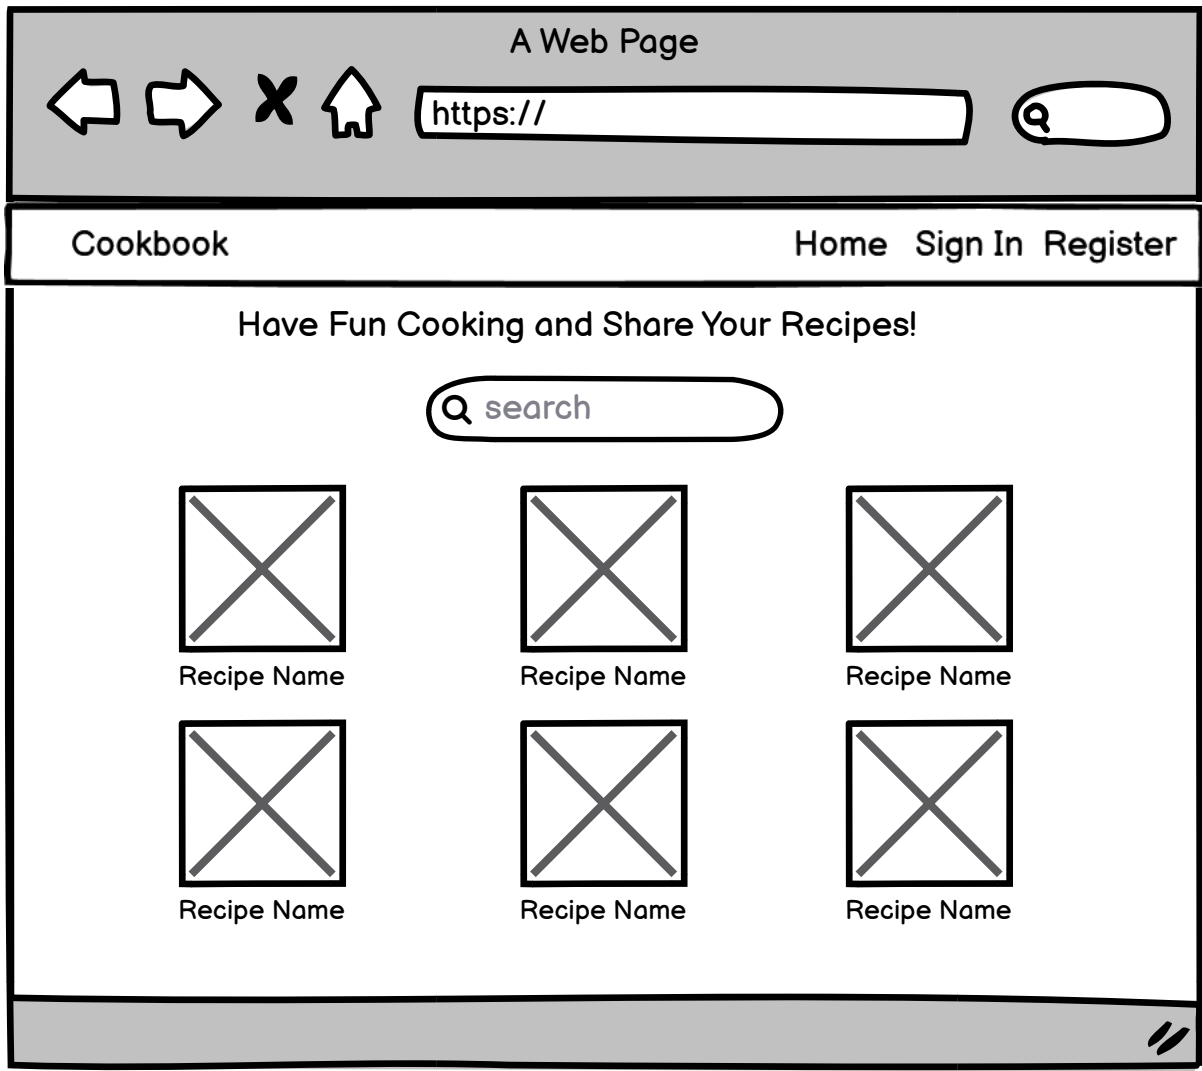 A Web Page
https://
Cookbook Home Sign In Register
Have Fun Cooking and Share Your Recipes!
search
Recipe Name Recipe Name Recipe Name
Recipe Name Recipe Name Recipe Name